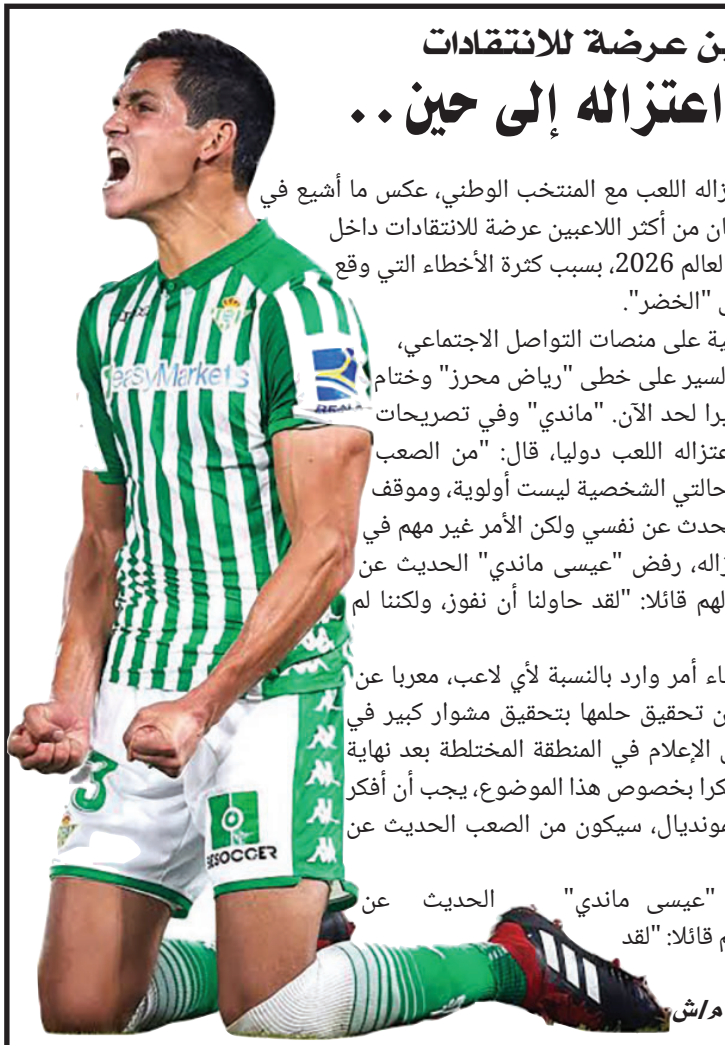 ين عرضة للانتقادات
اعتزاله إلى حين..
زاله اللعب مع المنتخب الوطني، عكس ما أشيع في
ان من أكثر اللاعبين عرضة للانتقادات داخل
لعالم 2026، بسبب كثرة الأخطاء التي وقع
"الخضر".
ية على منصات التواصل الاجتماعي،
لسير على خطى "رياض محرز" وختام
يرا لحد الآن. "ماندي" وفي تصريحات
عتزاله اللعب دوليا، قال: "من الصعب
حالتي الشخصية ليست أولوية، وموقف
حدث عن نفسي ولكن الأمر غير مهم في
زاله، رفض "عيسى ماندي" الحديث عن
لهم قائلا: "لقد حاولنا أن نفوز، ولكننا لم
اء أمر وارد بالنسبة لأي لاعب، معربا عن
ن تحقيق حلمها بتحقيق مشوار كبير في
الإعلام في المنطقة المختلطة بعد نهاية
كرا بخصوص هذا الموضوع، يجب أن أفكر
مونديال، سيكون من الصعب الحديث عن
"عيسى ماندي" الحديث عن
م قائلا: "لقد
م/ش
easyMarkets
BESOCCER
3